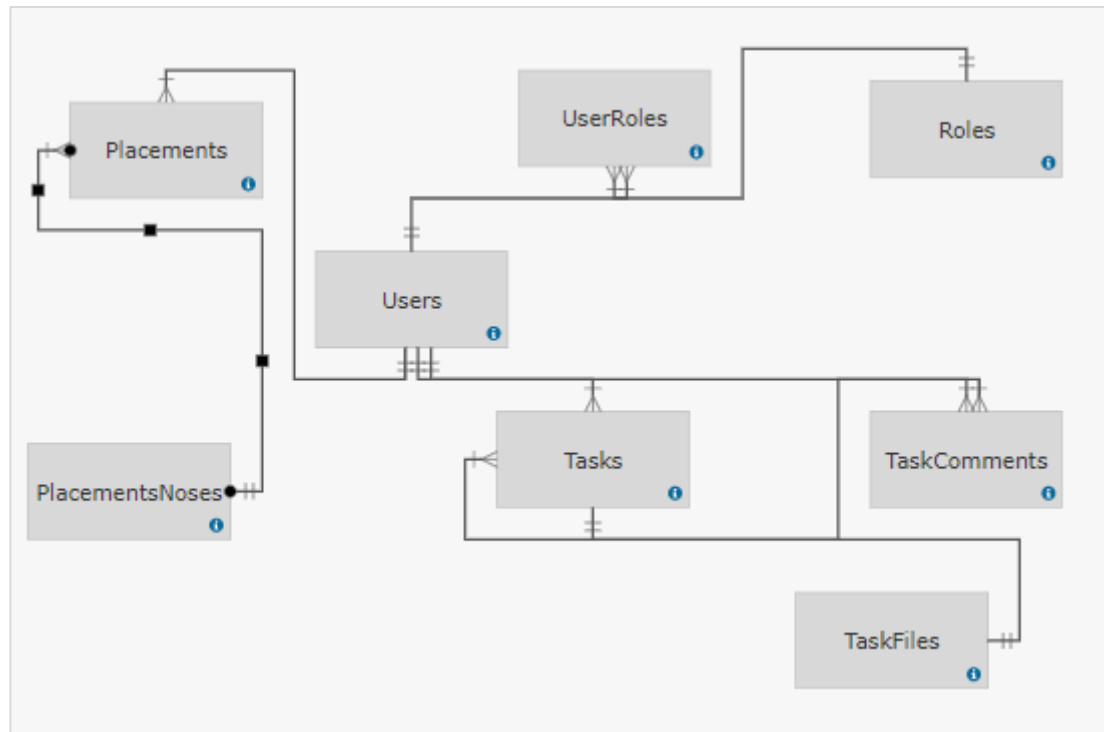 UserRoles
Roles
Placements
Users
Tasks
TaskComments
PlacementsNoses
TaskFiles